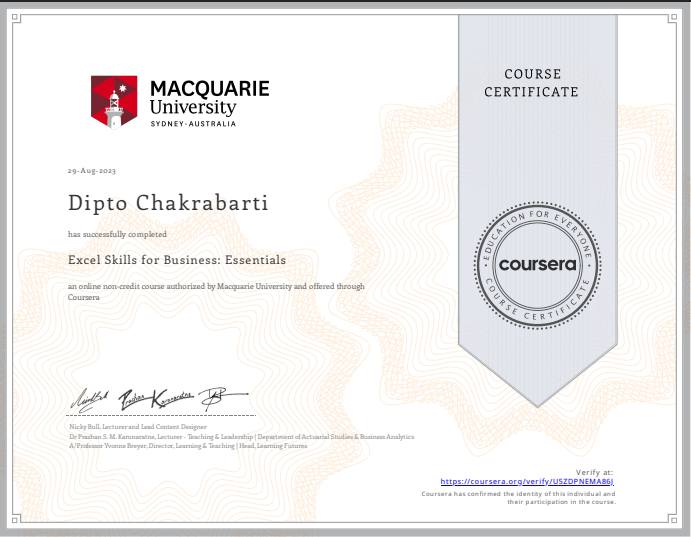 MACQUARIE
University
SYDNEY·AUSTRALIA
COURSE
CERTIFICATE
29-Aug-2023
Dipto Chakrabarti
has successfully completed
Excel Skills for Business: Essentials
an online non-credit course authorized by Macquarie University and offered through
Coursera
EDUCATION FOR EVERYONE
coursera
COURSE CERTIFICATE
Nicky Bull, Lecturer and Lead Content Designer
Dr Prashan S. M. Karunaratne, Lecturer - Teaching & Leadership | Department of Actuarial Studies & Business Analytics
A/Professor Yvonne Breyer, Director, Learning & Teaching | Head, Learning Futures
Verify at:
https://coursera.org/verify/U5ZDPNEMA86J
Coursera has confirmed the identity of this individual and
their participation in the course.